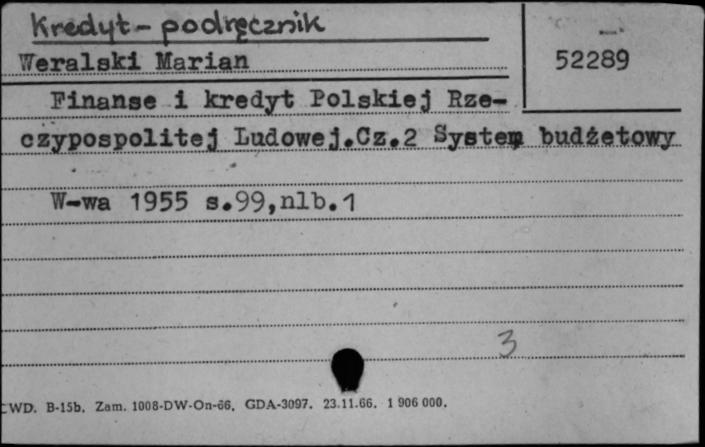 Kredyt - podręcznik
Weralski Marian
52289
Finanse i kredyt Polskiej Rze-
czypospolitej Ludowej.Cz.2 System budżetowy
W-wa 1955 s.99,nlb.1
3
CWD. B-15b. Zam. 1008-DW-On-66. GDA-3097. 23.11.66. 1 906 000.